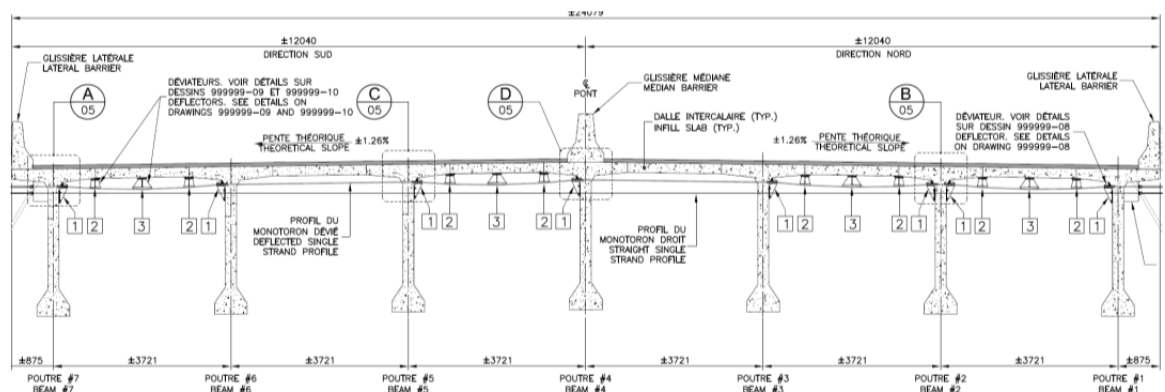 ±24079
±12040
±12040
DIRECTION SUD
DIRECTION NORD
GLISSIÈRE LATÉRALE
LATERAL BARRIER
DÉVIATEURS. VOIR DÉTAILS SUR
DESSINS 999999-09 ET 999999-10
DEFLECTORS. SEE DETAILS ON
DRAWINGS 999999-09 AND 999999-10
A
05
C
05
D
05
℄
PONT
GLISSIÈRE MÉDIANE
MEDIAN BARRIER
B
05
GLISSIÈRE LATÉRALE
LATERAL BARRIER
DÉVIATEUR. VOIR DÉTAILS
SUR DESSIN 999999-08
DEFLECTOR. SEE DETAILS
ON DRAWING 999999-08
DALLE INTERCALAIRE (TYP.)
INFILL SLAB (TYP.)
PENTE THÉORIQUE
THEORETICAL SLOPE
±1.26%
±1.26%
PENTE THÉORIQUE
THEORETICAL SLOPE
1 2 3 2 1 1 2 3 2 1 1 2 3 2 1 1 2 3 2 1
PROFIL DU
MONOTORON DÉVIÉ
DEFLECTED SINGLE
STRAND PROFILE
PROFIL DU
MONOTORON DROIT
STRAIGHT SINGLE
STRAND PROFILE
±875 ±3721 ±3721 ±3721 ±3721 ±3721 ±3721 ±875
POUTRE #7 POUTRE #6 POUTRE #5 POUTRE #4 POUTRE #3 POUTRE #2 POUTRE #1
BEAM #7 BEAM #6 BEAM #5 BEAM #4 BEAM #3 BEAM #2 BEAM #1